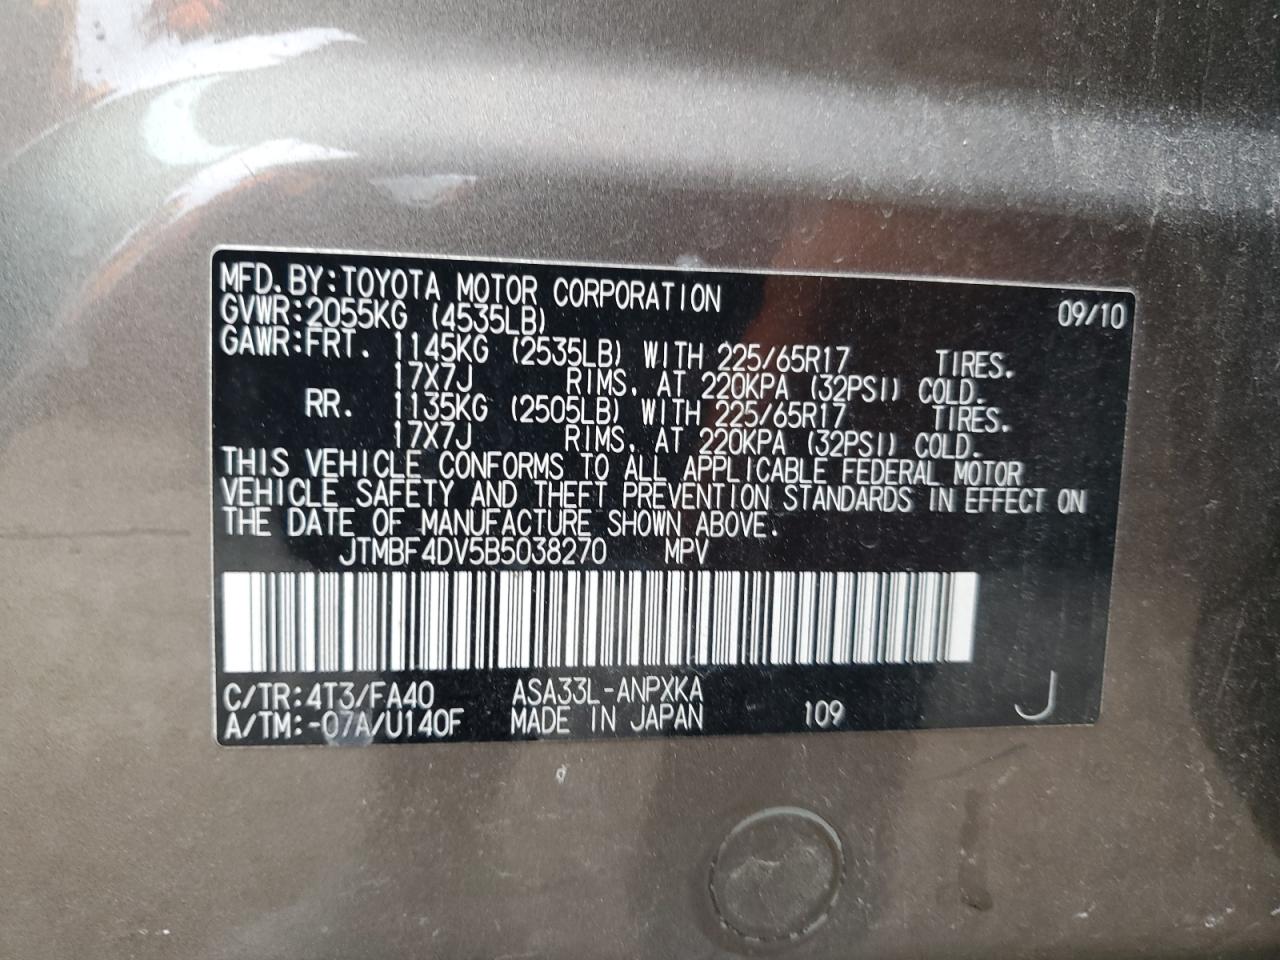 MFD. BY: TOYOTA MOTOR CORPORATION 09/10
GVWR: 2055KG (4535LB)
GAWR: FRT. 1145KG (2535LB) WITH 225/65R17 TIRES.
17X7J RIMS, AT 220KPA (32PSI) COLD.
RR. 1135KG (2505LB) WITH 225/65R17 TIRES.
17X7J RIMS, AT 220KPA (32PSI) COLD.
THIS VEHICLE CONFORMS TO ALL APPLICABLE FEDERAL MOTOR
VEHICLE SAFETY AND THEFT PREVENTION STANDARDS IN EFFECT ON
THE DATE OF MANUFACTURE SHOWN ABOVE.
JTMBF4DV5B5038270 MPV
C/TR: 4T3/FA40 ASA33L-ANPXKA
A/TM: -07A/U140F MADE IN JAPAN 109 J